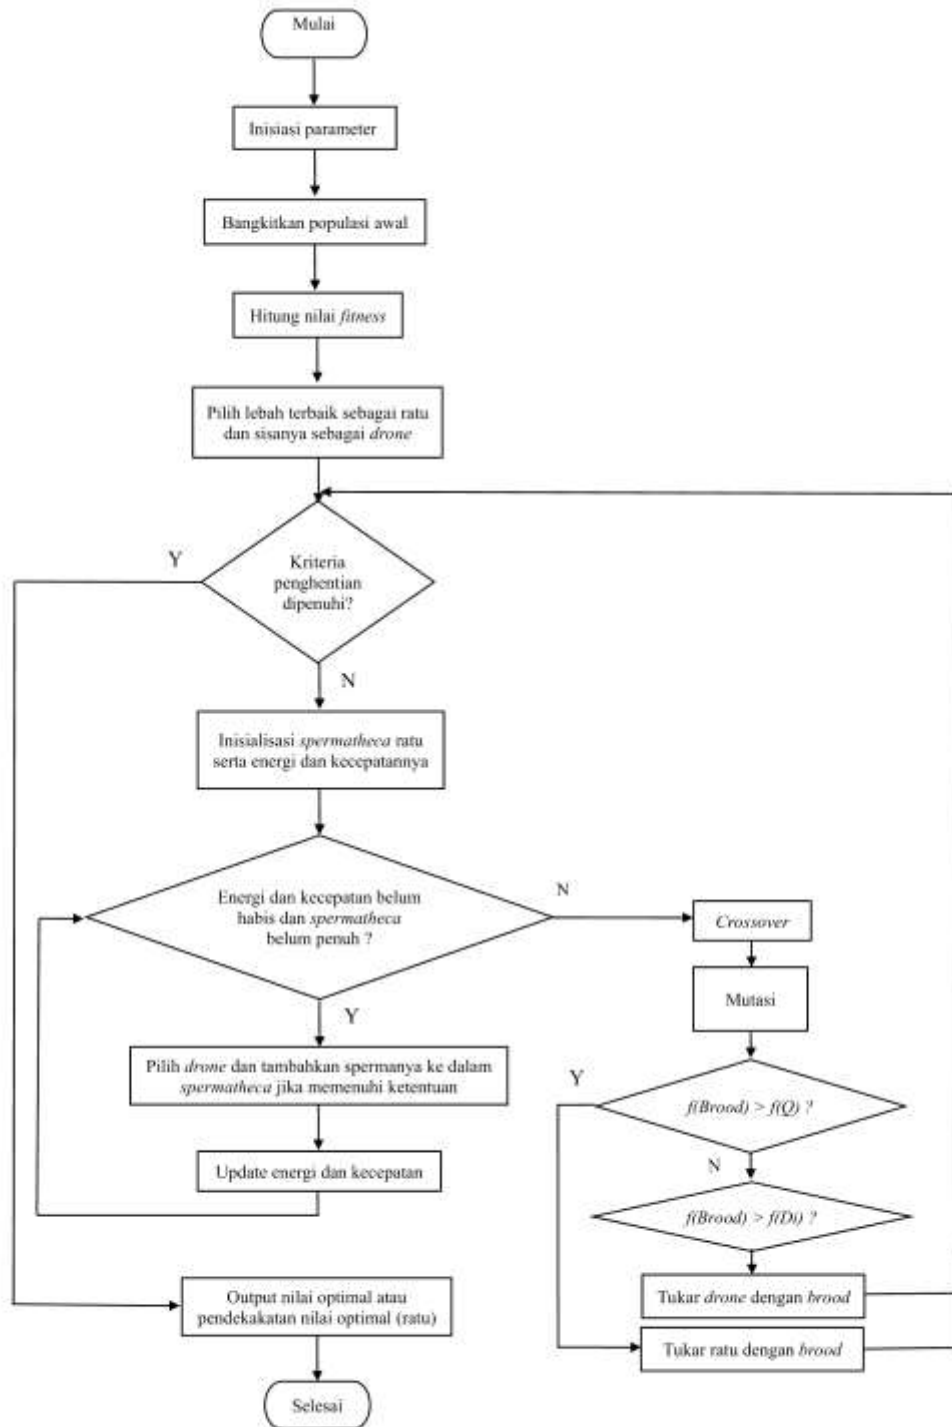 Mulai
Inisiasi parameter
Bangkitkan populasi awal
Hitung nilai fitness
Pilih lebah terbaik sebagai ratu
dan sisanya sebagai drone
Y
Kriteria
penghentian
dipenuhi?
N
Inisialisasi spermatheca ratu
serta energi dan kecepatannya
Energi dan kecepatan belum
habis dan spermatheca
belum penuh ?
N
Y
Pilih drone dan tambahkan spermanya ke dalam
spermatheca jika memenuhi ketentuan
Update energi dan kecepatan
Crossover
Mutasi
Y
f(Brood) > f(Q) ?
N
f(Brood) > f(Di) ?
Tukar drone dengan brood
Tukar ratu dengan brood
Output nilai optimal atau
pendekakatan nilai optimal (ratu)
Selesai